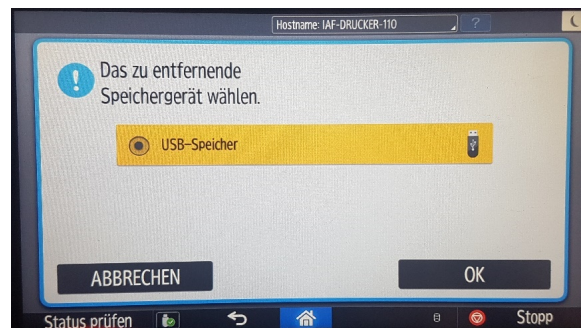 Hostname: IAF-DRUCKER-110
?
Das zu entfernende
Speichergerät wählen.
USB-Speicher
ABBRECHEN
OK
Status prüfen
Stopp